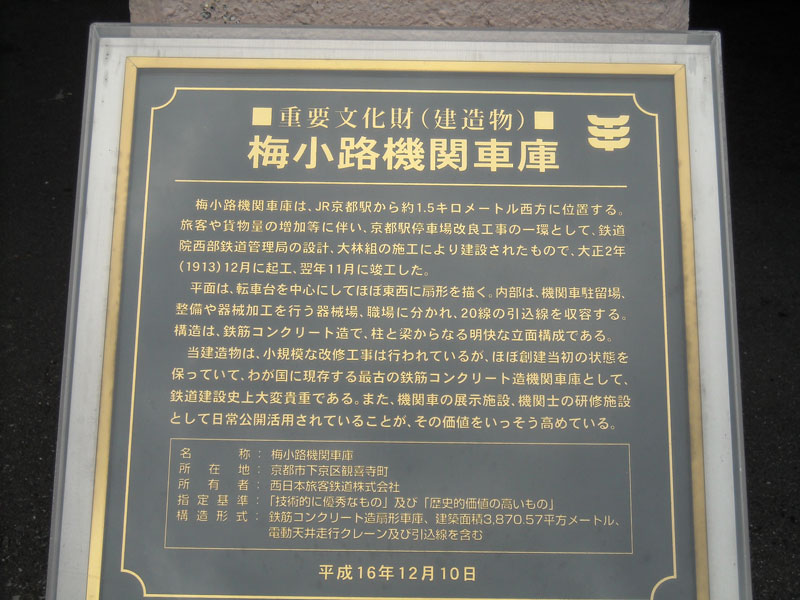 ■重要文化財(建造物)■
梅小路機関車庫
梅小路機関車庫は、JR京都駅から約1.5キロメートル西方に位置する。
旅客や貨物量の増加等に伴い、京都駅停車場改良工事の一環として、鉄道
院西部鉄道管理局の設計、大林組の施工により建設されたもので、大正2年
(1913)12月に起工、翌年11月に竣工した。
平面は、転車台を中心にしてほぼ東西に扇形を描く。内部は、機関車駐留場、
整備や器械加工を行う器械場、職場に分かれ、20線の引込線を収容する。
構造は、鉄筋コンクリート造で、柱と梁からなる明快な立面構成である。
当建造物は、小規模な改修工事は行われているが、ほぼ創建当初の状態を
保っていて、わが国に現存する最古の鉄筋コンクリート造機関車庫として、
鉄道建設史上大変貴重である。また、機関車の展示施設、機関士の研修施設
として日常公開活用されていることが、その価値をいっそう高めている。
名称:梅小路機関車庫
所在地:京都市下京区観喜寺町
所有者:西日本旅客鉄道株式会社
指定基準:「技術的に優秀なもの」及び「歴史的価値の高いもの」
構造形式:鉄筋コンクリート造扇形車庫、建築面積3,870.57平方メートル、
電動天井走行クレーン及び引込線を含む
平成16年12月10日